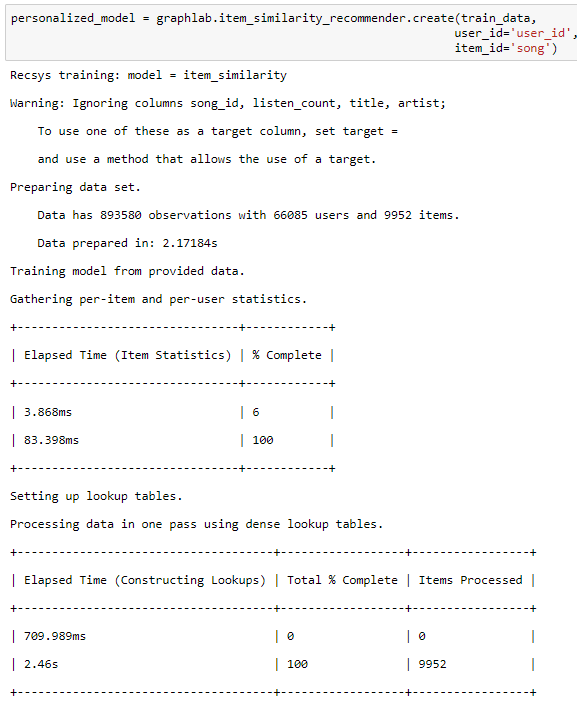 personalized_model = graphlab.item_similarity_recommender.create(train_data,
                                                                user_id='user_id',
                                                                item_id='song')
Recsys training: model = item_similarity
Warning: Ignoring columns song_id, listen_count, title, artist;
    To use one of these as a target column, set target =
    and use a method that allows the use of a target.
Preparing data set.
    Data has 893580 observations with 66085 users and 9952 items.
    Data prepared in: 2.17184s
Training model from provided data.
Gathering per-item and per-user statistics.
+--------------------------------+------------+
| Elapsed Time (Item Statistics) | % Complete |
+--------------------------------+------------+
| 3.868ms                        | 6          |
| 83.398ms                       | 100        |
+--------------------------------+------------+
Setting up lookup tables.
Processing data in one pass using dense lookup tables.
+-------------------------------------+------------------+-----------------+
| Elapsed Time (Constructing Lookups) | Total % Complete | Items Processed |
+-------------------------------------+------------------+-----------------+
| 709.989ms                           | 0                | 0               |
| 2.46s                               | 100              | 9952            |
+-------------------------------------+------------------+-----------------+